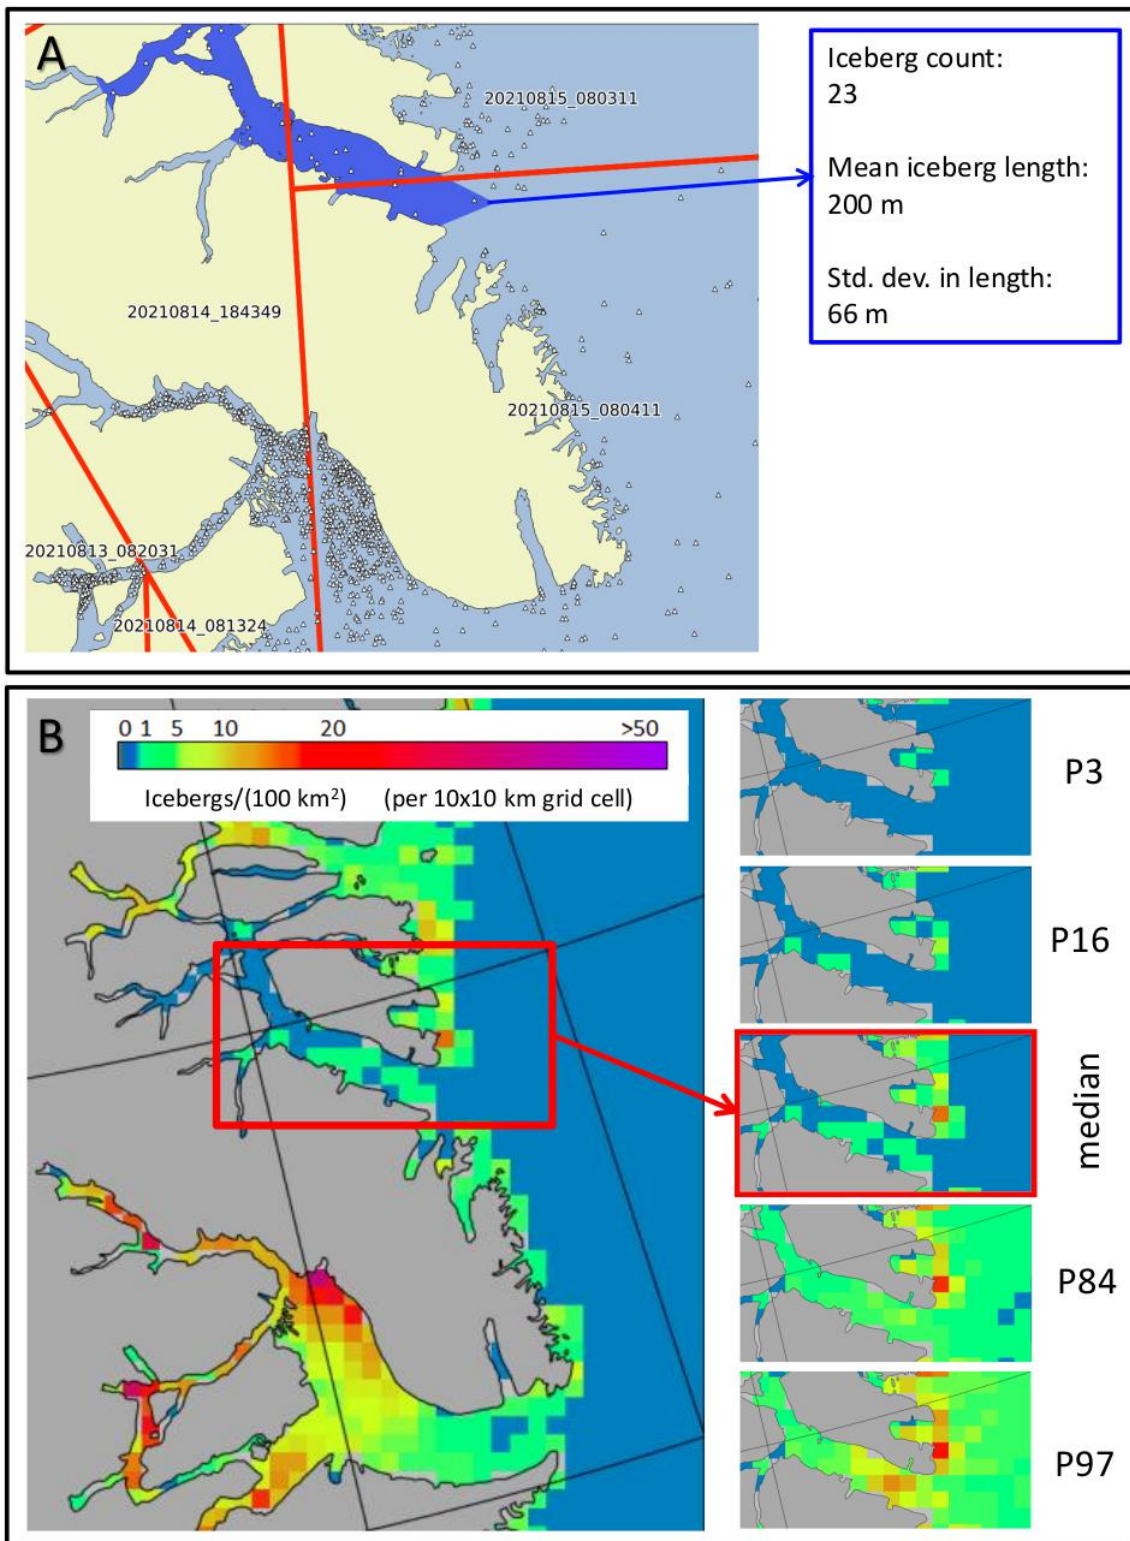 A
20210815_080311
20210814_184349
20210815_080411
20210813_082031
20210814_081324
Iceberg count:
23
Mean iceberg length:
200 m
Std. dev. in length:
66 m
B
0 1 5 10 20 >50
Icebergs/(100 km²) (per 10x10 km grid cell)
P3
P16
median
P84
P97